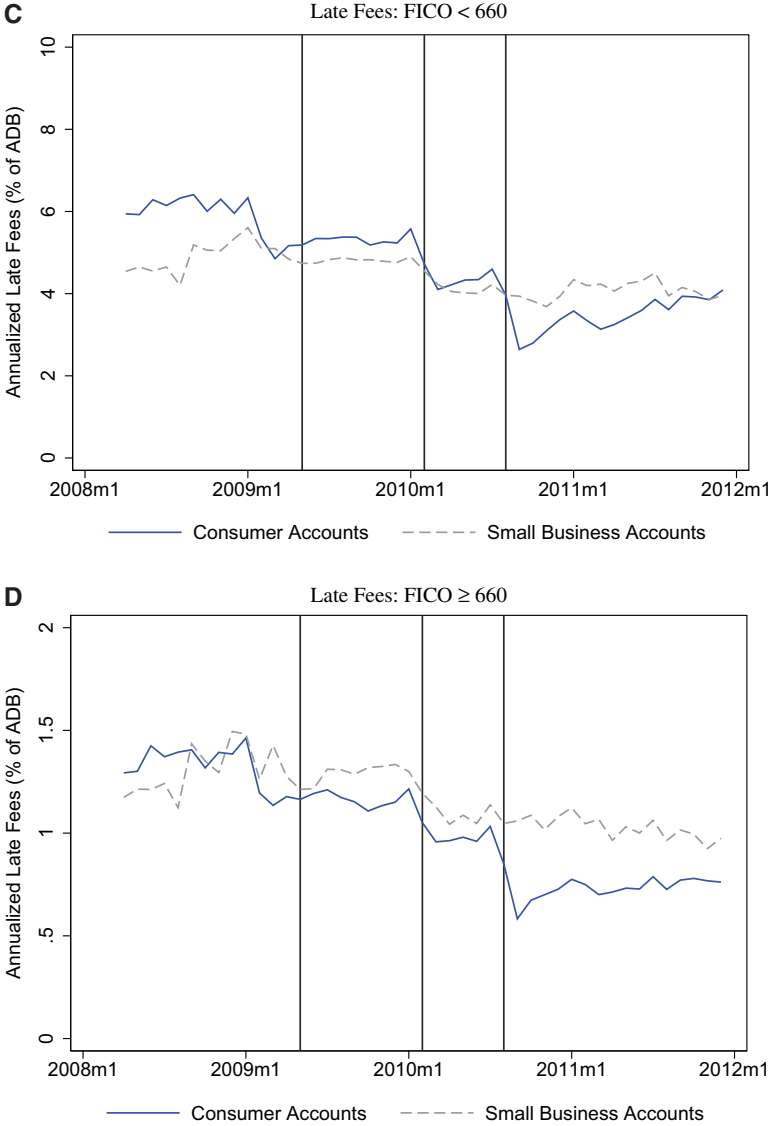 C
Late Fees: FICO < 660
Annualized Late Fees (% of ADB)
10
8
6
4
2
0
2008m1 2009m1 2010m1 2011m1 2012m1
Consumer Accounts Small Business Accounts
D
Late Fees: FICO ≥ 660
Annualized Late Fees (% of ADB)
2
1.5
1
.5
0
2008m1 2009m1 2010m1 2011m1 2012m1
Consumer Accounts Small Business Accounts